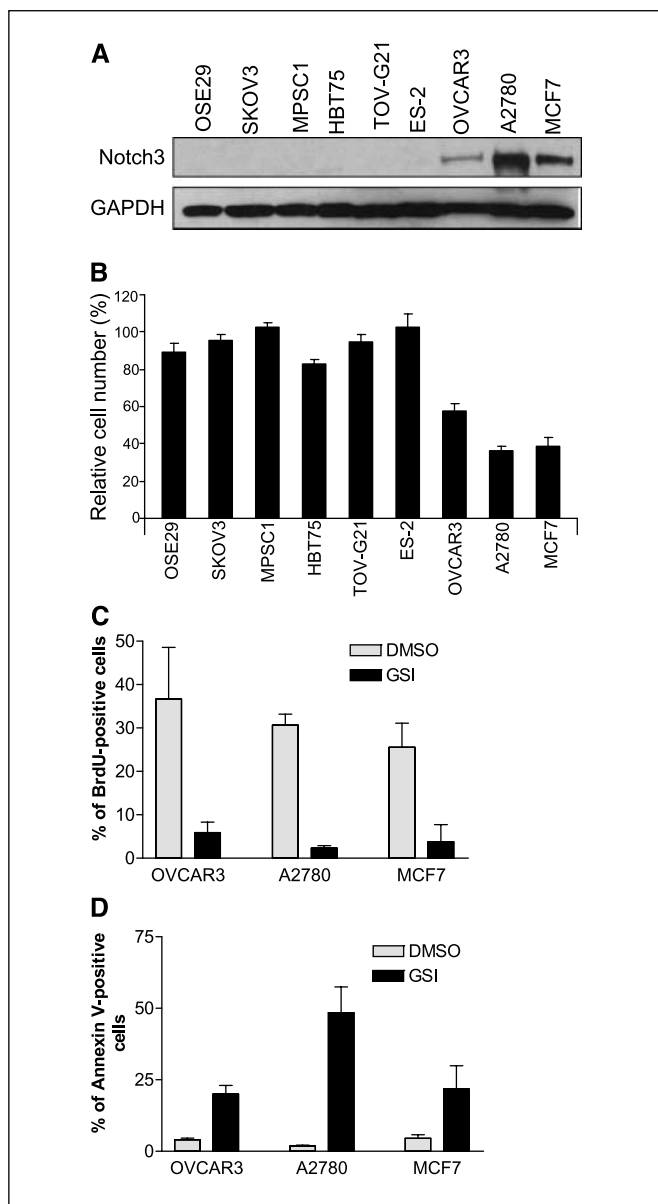 A
OSE29 SKOV3 MPSC1 HBT75 TOV-G21 ES-2 OVCAR3 A2780 MCF7
Notch3
GAPDH
B
Relative cell number (%)
120
100
80
60
40
20
0
OSE29 SKOV3 MPSC1 HBT75 TOV-G21 ES-2 OVCAR3 A2780 MCF7
C
% of BrdU-positive cells
50
40
30
20
10
0
DMSO
GSI
OVCAR3 A2780 MCF7
D
% of Annexin V-positive
cells
75
50
25
0
DMSO
GSI
OVCAR3 A2780 MCF7